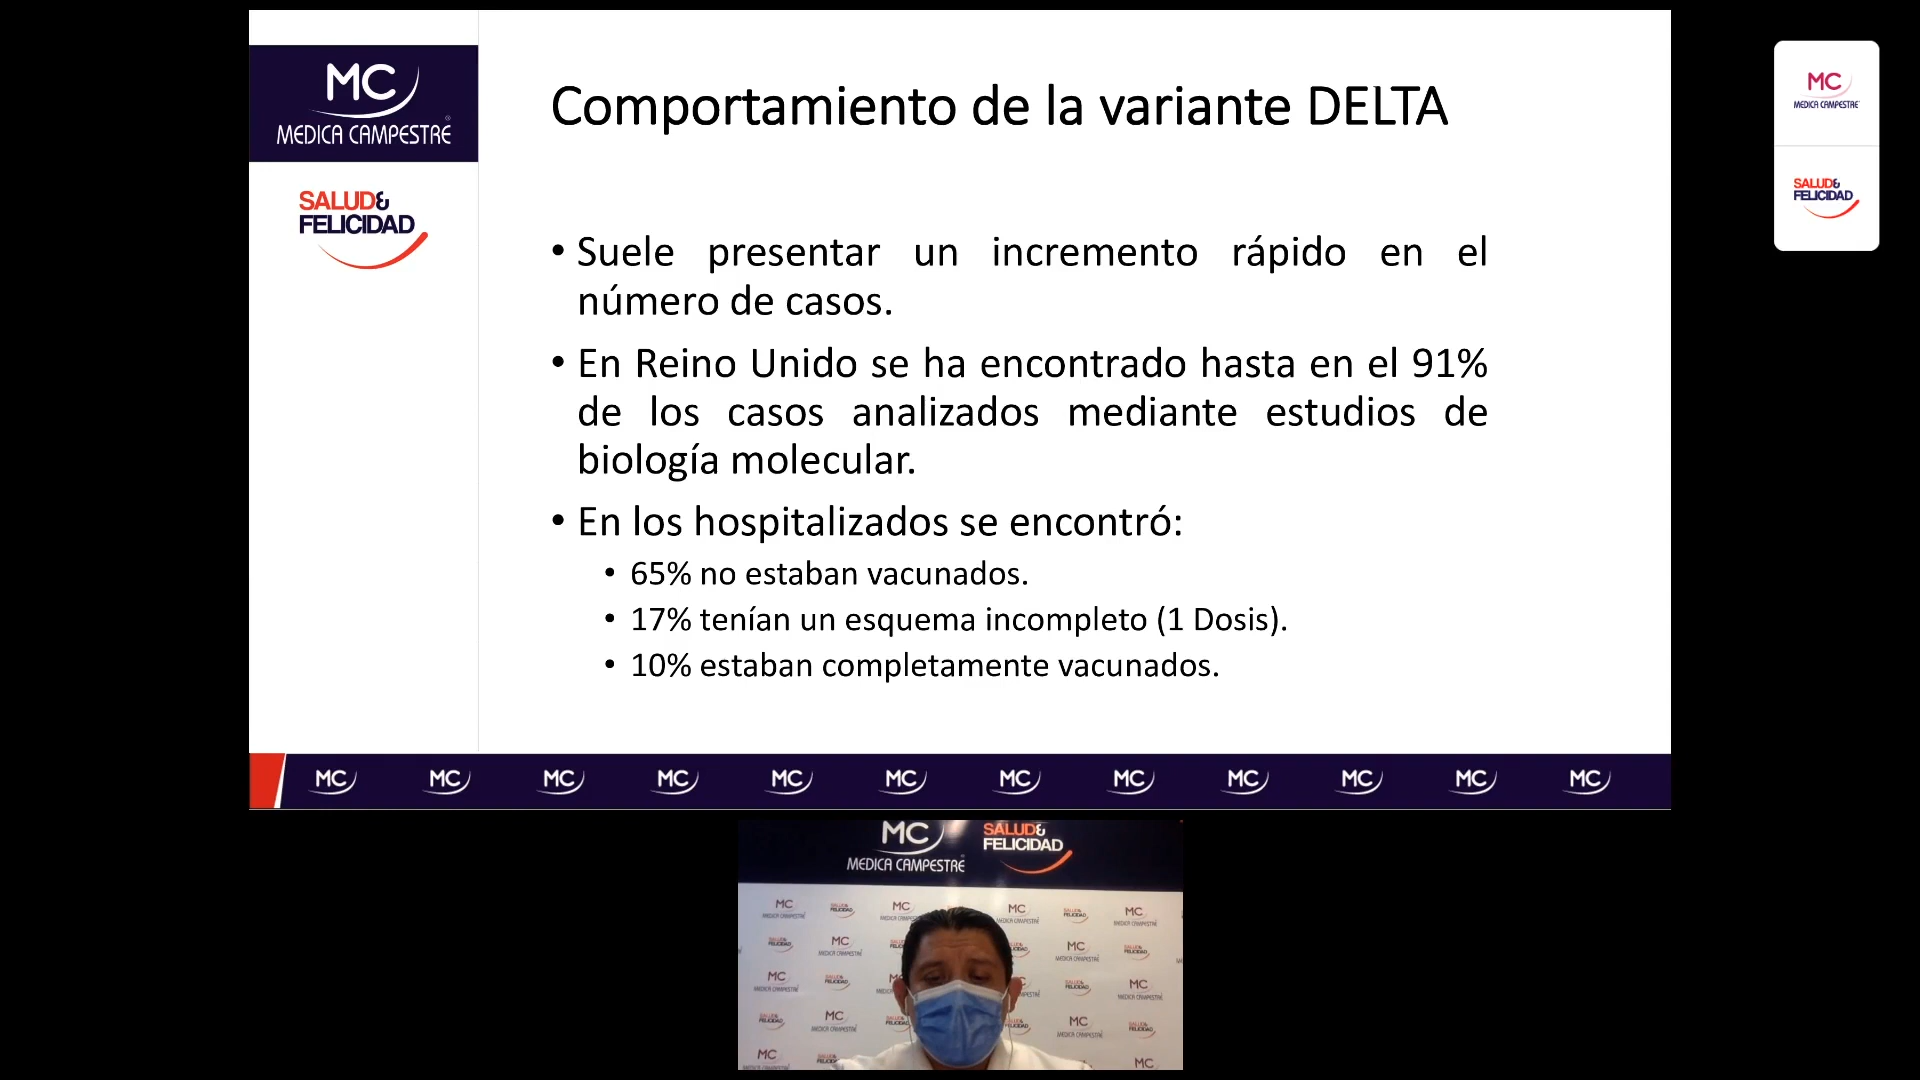 MC
MEDICA CAMPESTRE
SALUD&
FELICIDAD
Comportamiento de la variante DELTA
• Suele presentar un incremento rápido en el
número de casos.
• En Reino Unido se ha encontrado hasta en el 91%
de los casos analizados mediante estudios de
biología molecular.
• En los hospitalizados se encontró:
• 65% no estaban vacunados.
• 17% tenían un esquema incompleto (1 Dosis).
• 10% estaban completamente vacunados.
MC MC MC MC MC MC MC MC MC MC MC MC
MC
MEDICA CAMPESTRE
SALUD&
FELICIDAD
MC
MEDICA CAMPESTRE
SALUD&
FELICIDAD